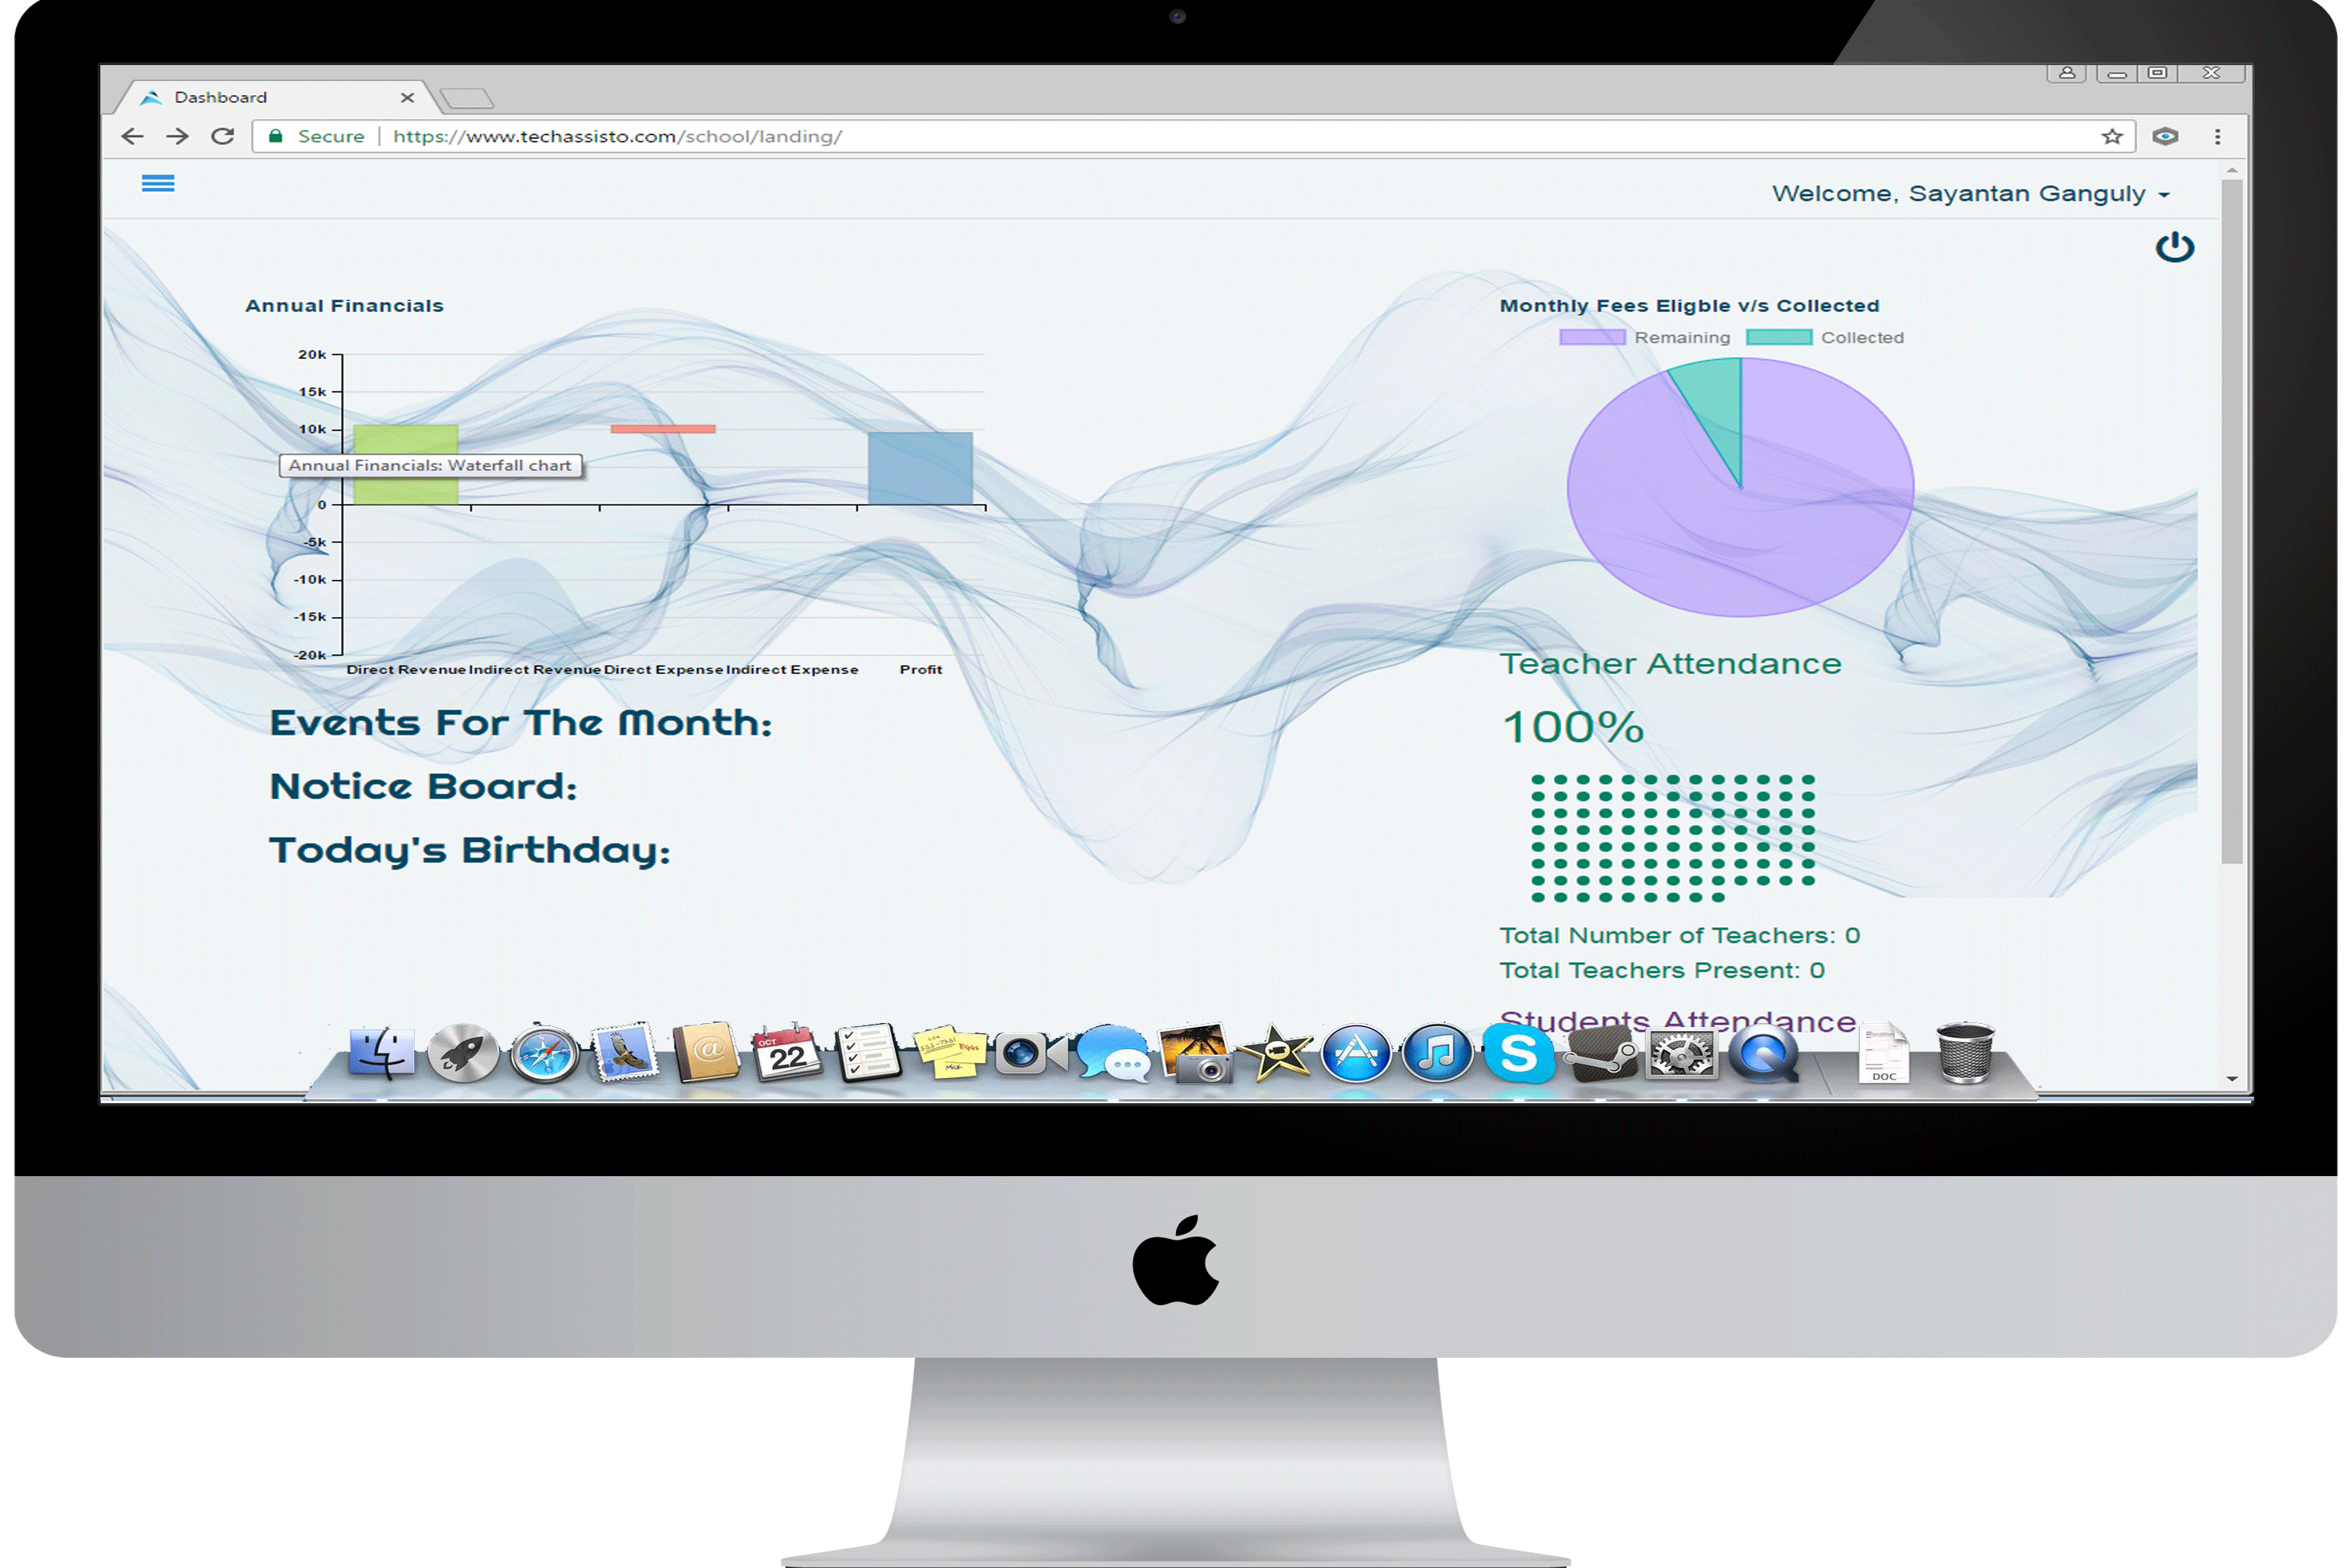 Dashboard
Secure | https://www.techassisto.com/school/landing/
Welcome, Sayantan Ganguly
Annual Financials
20k
15k
10k
Annual Financials: Waterfall chart
0
-5k
-10k
-15k
-20k
Direct Revenue Indirect Revenue Direct Expense Indirect Expense Profit
Events For The Month:
Notice Board:
Today's Birthday:
Monthly Fees Eligble v/s Collected
Remaining Collected
Teacher Attendance
100%
Total Number of Teachers: 0
Total Teachers Present: 0
Students Attendance
OCT
22
EGGS
MILK
DOC